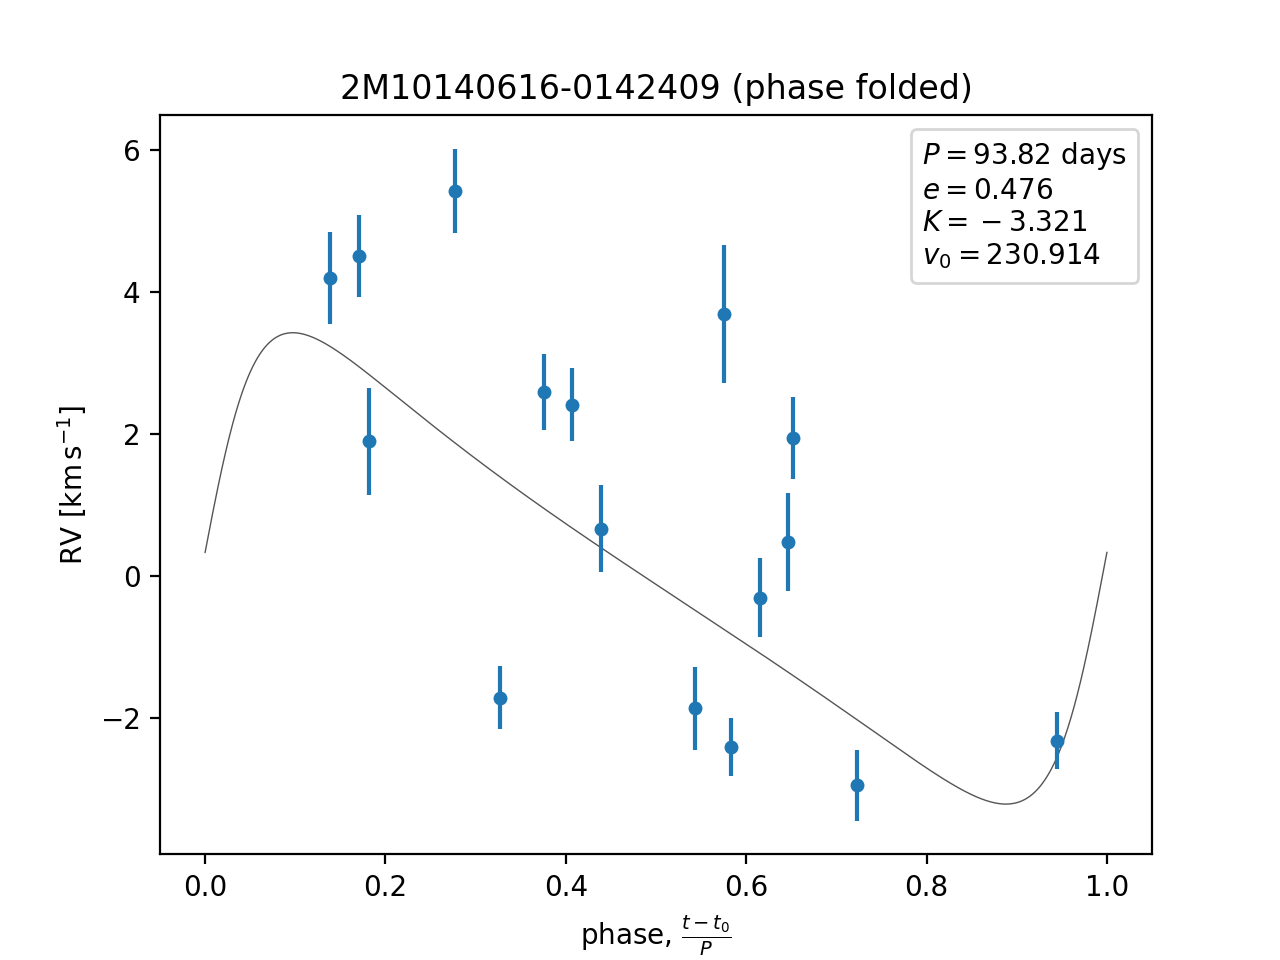 2M10140616-0142409 (phase folded)
P = 93.82 days
e = 0.476
K = −3.321
v₀ = 230.914
RV [km s⁻¹]
6
4
2
0
−2
0.0 0.2 0.4 0.6 0.8 1.0
phase, (t − t₀)/P